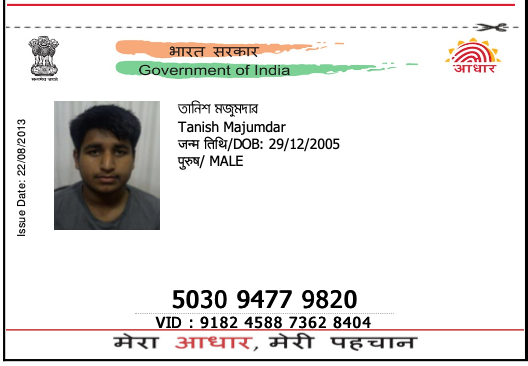 भारत सरकार
Government of India
सत्यमेव जयते
आधार
Issue Date: 22/08/2013
তানিশ মজুমদাৰ
Tanish Majumdar
जन्म तिथि/DOB: 29/12/2005
पुरुष/ MALE
5030 9477 9820
VID : 9182 4588 7362 8404
मेरा आधार, मेरी पहचान